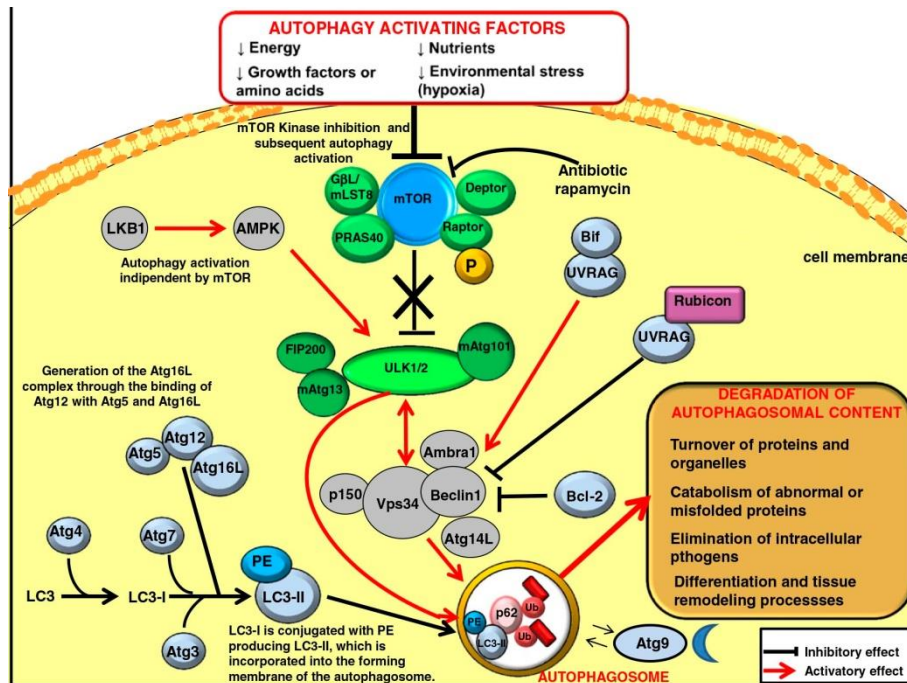 AUTOPHAGY ACTIVATING FACTORS
↓ Energy
↓ Nutrients
↓ Growth factors or
amino acids
↓ Environmental stress
(hypoxia)
mTOR Kinase inhibition and
subsequent autophagy
activation
Antibiotic
rapamycin
GβL/
mLST8
mTOR
Deptor
PRAS40
Raptor
P
LKB1
AMPK
Autophagy activation
indipendent by mTOR
Bif
UVRAG
cell membrane
Rubicon
UVRAG
FIP200
mAtg13
ULK1/2
mAtg101
Generation of the Atg16L
complex through the binding of
Atg12 with Atg5 and Atg16L
Atg5
Atg12
Atg16L
Ambra1
p150
Vps34
Beclin1
Atg14L
Bcl-2
DEGRADATION OF
AUTOPHAGOSOMAL CONTENT
Turnover of proteins and
organelles
Catabolism of abnormal or
misfolded proteins
Elimination of intracellular
pthogens
Differentiation and tissue
remodeling processses
Atg4
Atg7
LC3
LC3-I
PE
LC3-II
Atg3
LC3-I is conjugated with PE
producing LC3-II, which is
incorporated into the forming
membrane of the autophagosome.
p62
Ub
PE
LC3-II
Ub
AUTOPHAGOSOME
Atg9
Inhibitory effect
Activatory effect